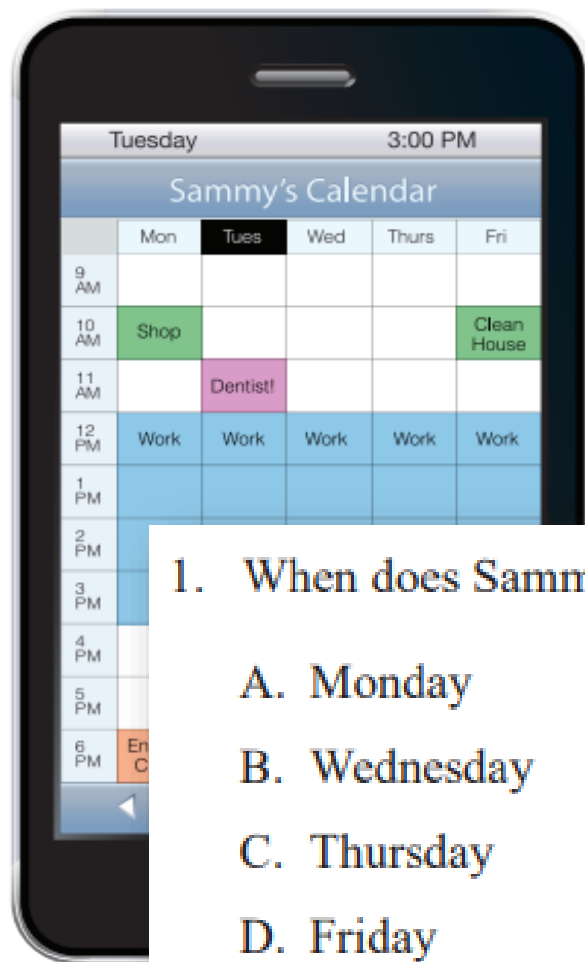 Tuesday 3:00 PM
Sammy's Calendar
Mon Tues Wed Thurs Fri
9 AM
10 AM Shop Clean House
11 AM Dentist!
12 PM Work Work Work Work Work
1 PM
2 PM
3 PM
4 PM
5 PM
6 PM
1. When does
A. Monday
B. Wednesday
C. Thursday
D. Friday